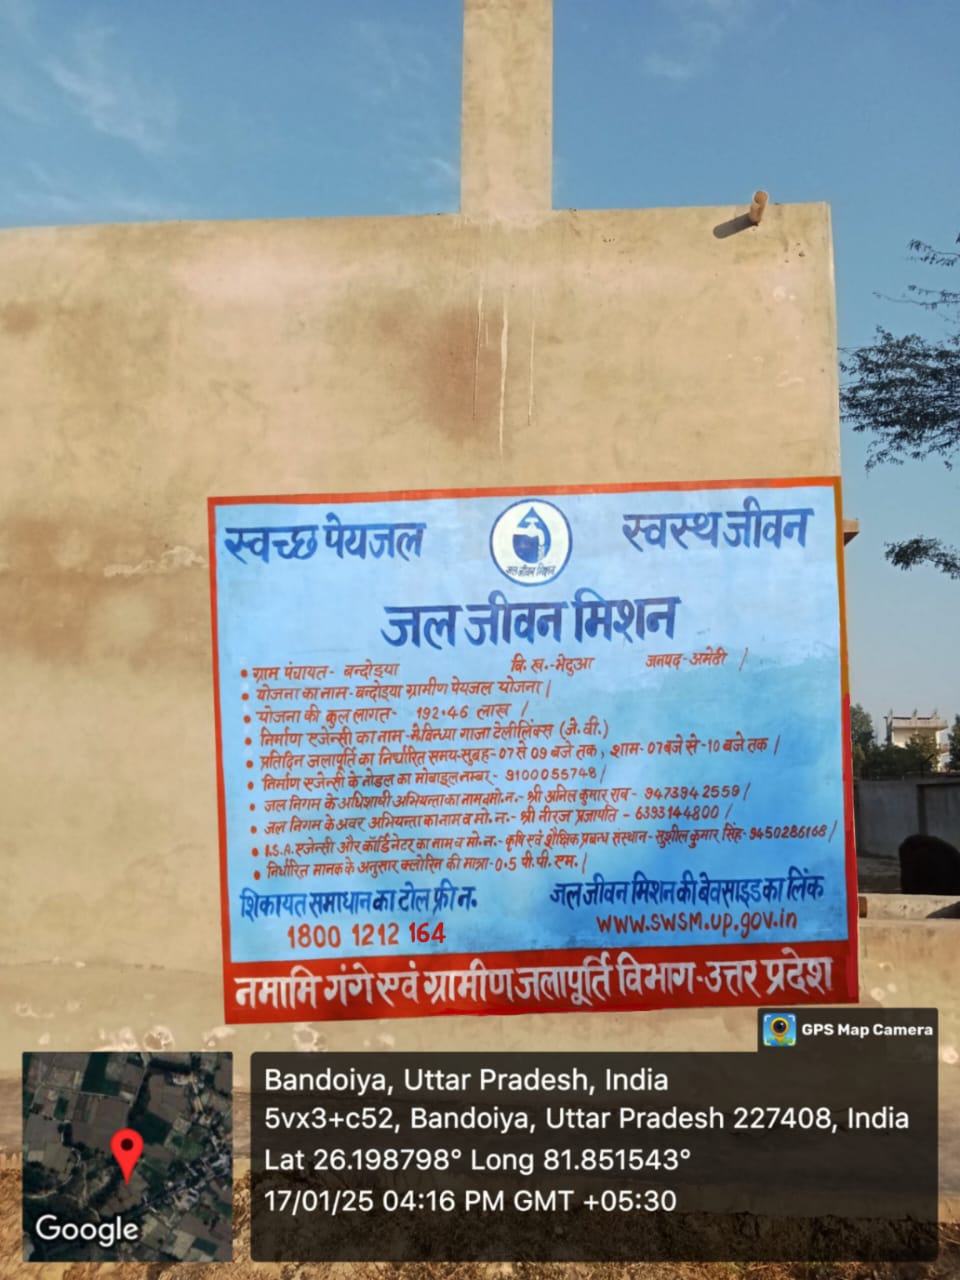 स्वच्छ पेयजल
स्वस्थ जीवन
जल जीवन मिशन
जल जीवन मिशन
• ग्राम पंचायत- बन्दोइया वि. ख.-भेटुआ जनपद-अमेठी /
• योजना का नाम-बन्दोइया ग्रामीण पेयजल योजना |
• योजना की कुल लागत- 192.46 लाख /
• निर्माण एजेन्सी का नाम-मै.विन्ध्या गाजा टेलीलिंक्स (जे. वी.)
• प्रतिदिन जलापूर्ति का निर्धारित समय-सुबह-07 से 09 बजे तक, शाम-07 बजे से-10 बजे तक |
• निर्माण एजेन्सी के नोडल का मोबाइल नम्बर- 9100055748 /
• जल निगम के अधिशाषी अभियन्ता का नाम व मो.न.- श्री अनिल कुमार राव- 9473942559 /
• जल निगम के अवर अभियन्ता का नाम व मो. न.- श्री नीरज प्रजापति - 6393144800 /
• I.S.A. एजेन्सी और कॉर्डिनेटर का नाम व मो. न.- कृषि एवं शैक्षिक प्रबन्ध संस्थान- सुशील कुमार सिंह- 9450286168 /
• निर्धारित मानक के अनुसार क्लोरिन की मात्रा-0.5 पी. पी. एम. |
शिकायत समाधान का टोल फ्री न.
1800 1212 164
जल जीवन मिशन की बेवसाइड का लिंक
www.swsm.up.gov.in
नमामि गंगे एवं ग्रामीण जलापूर्ति विभाग-उत्तर प्रदेश
GPS Map Camera
Bandoiya, Uttar Pradesh, India
5vx3+c52, Bandoiya, Uttar Pradesh 227408, India
Lat 26.198798° Long 81.851543°
17/01/25 04:16 PM GMT +05:30
Google